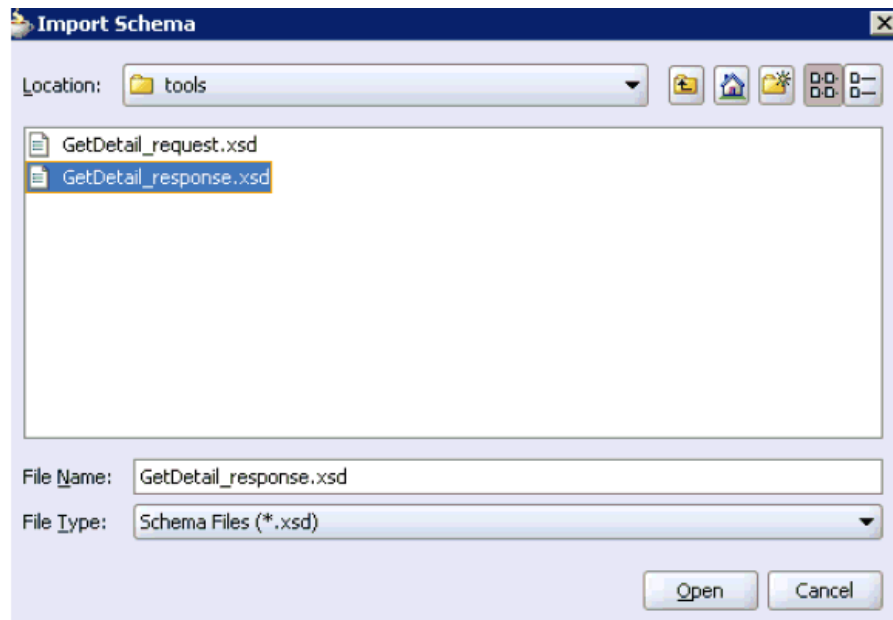 Import Schema
Location: tools
GetDetail_request.xsd
GetDetail_response.xsd
File Name: GetDetail_response.xsd
File Type: Schema Files (*.xsd)
Open Cancel